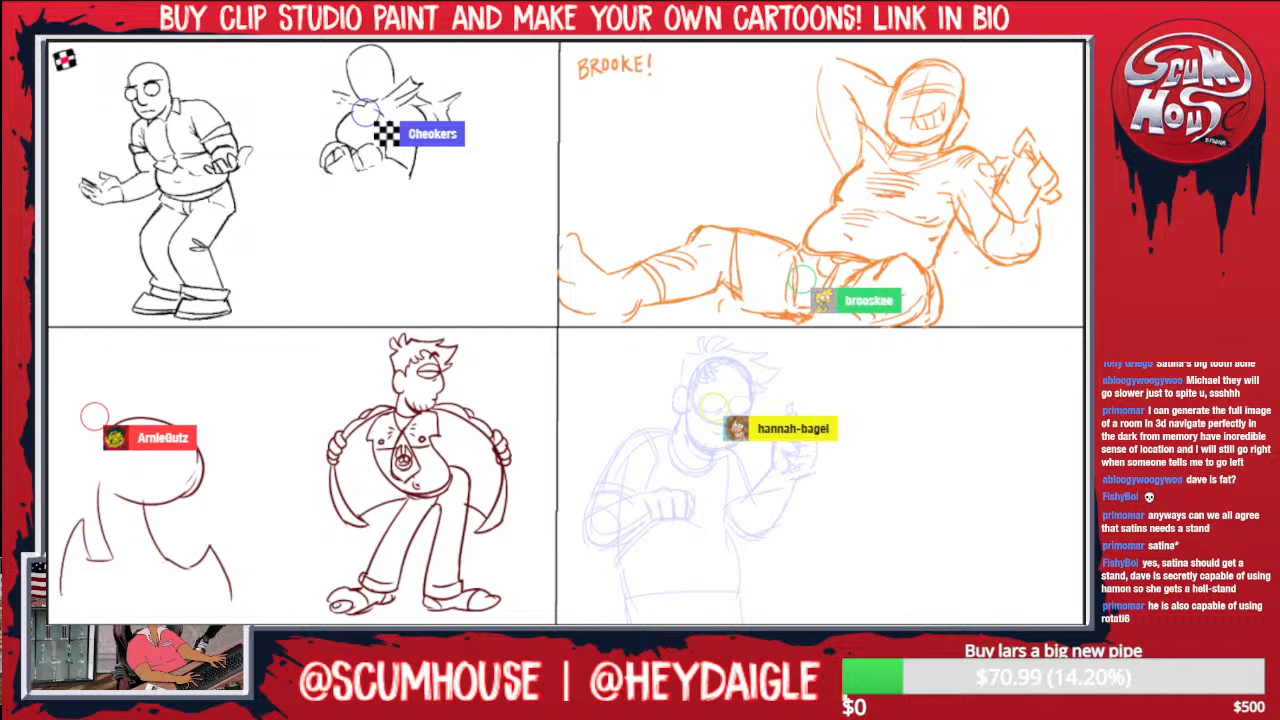 BUY CLIP STUDIO PAINT AND MAKE YOUR OWN CARTOONS! LINK IN BIO
SCUM
HOUSE
STUDIOS
BROOKE!
Cheokers
brooskee
ArnieGutz
hannah-bagel
Tony Griego Satina's big tooth ache
abloogywoogywoo Michael they will
go slower just to spite u, ssshhh
primomar I can generate the full image
of a room in 3d navigate perfectly in
the dark from memory have incredible
sense of location and I will still go right
when someone tells me to go left
abloogywoogywoo dave is fat?
FishyBoi 💀
primomar anyways can we all agree
that satins needs a stand
primomar satina*
FishyBoi yes, satina should get a
stand, dave is secretly capable of using
hamon so she gets a hell-stand
primomar he is also capable of using
rotati6
@SCUMHOUSE | @HEYDAIGLE
Buy lars a big new pipe
$70.99 (14.20%)
$0
$500